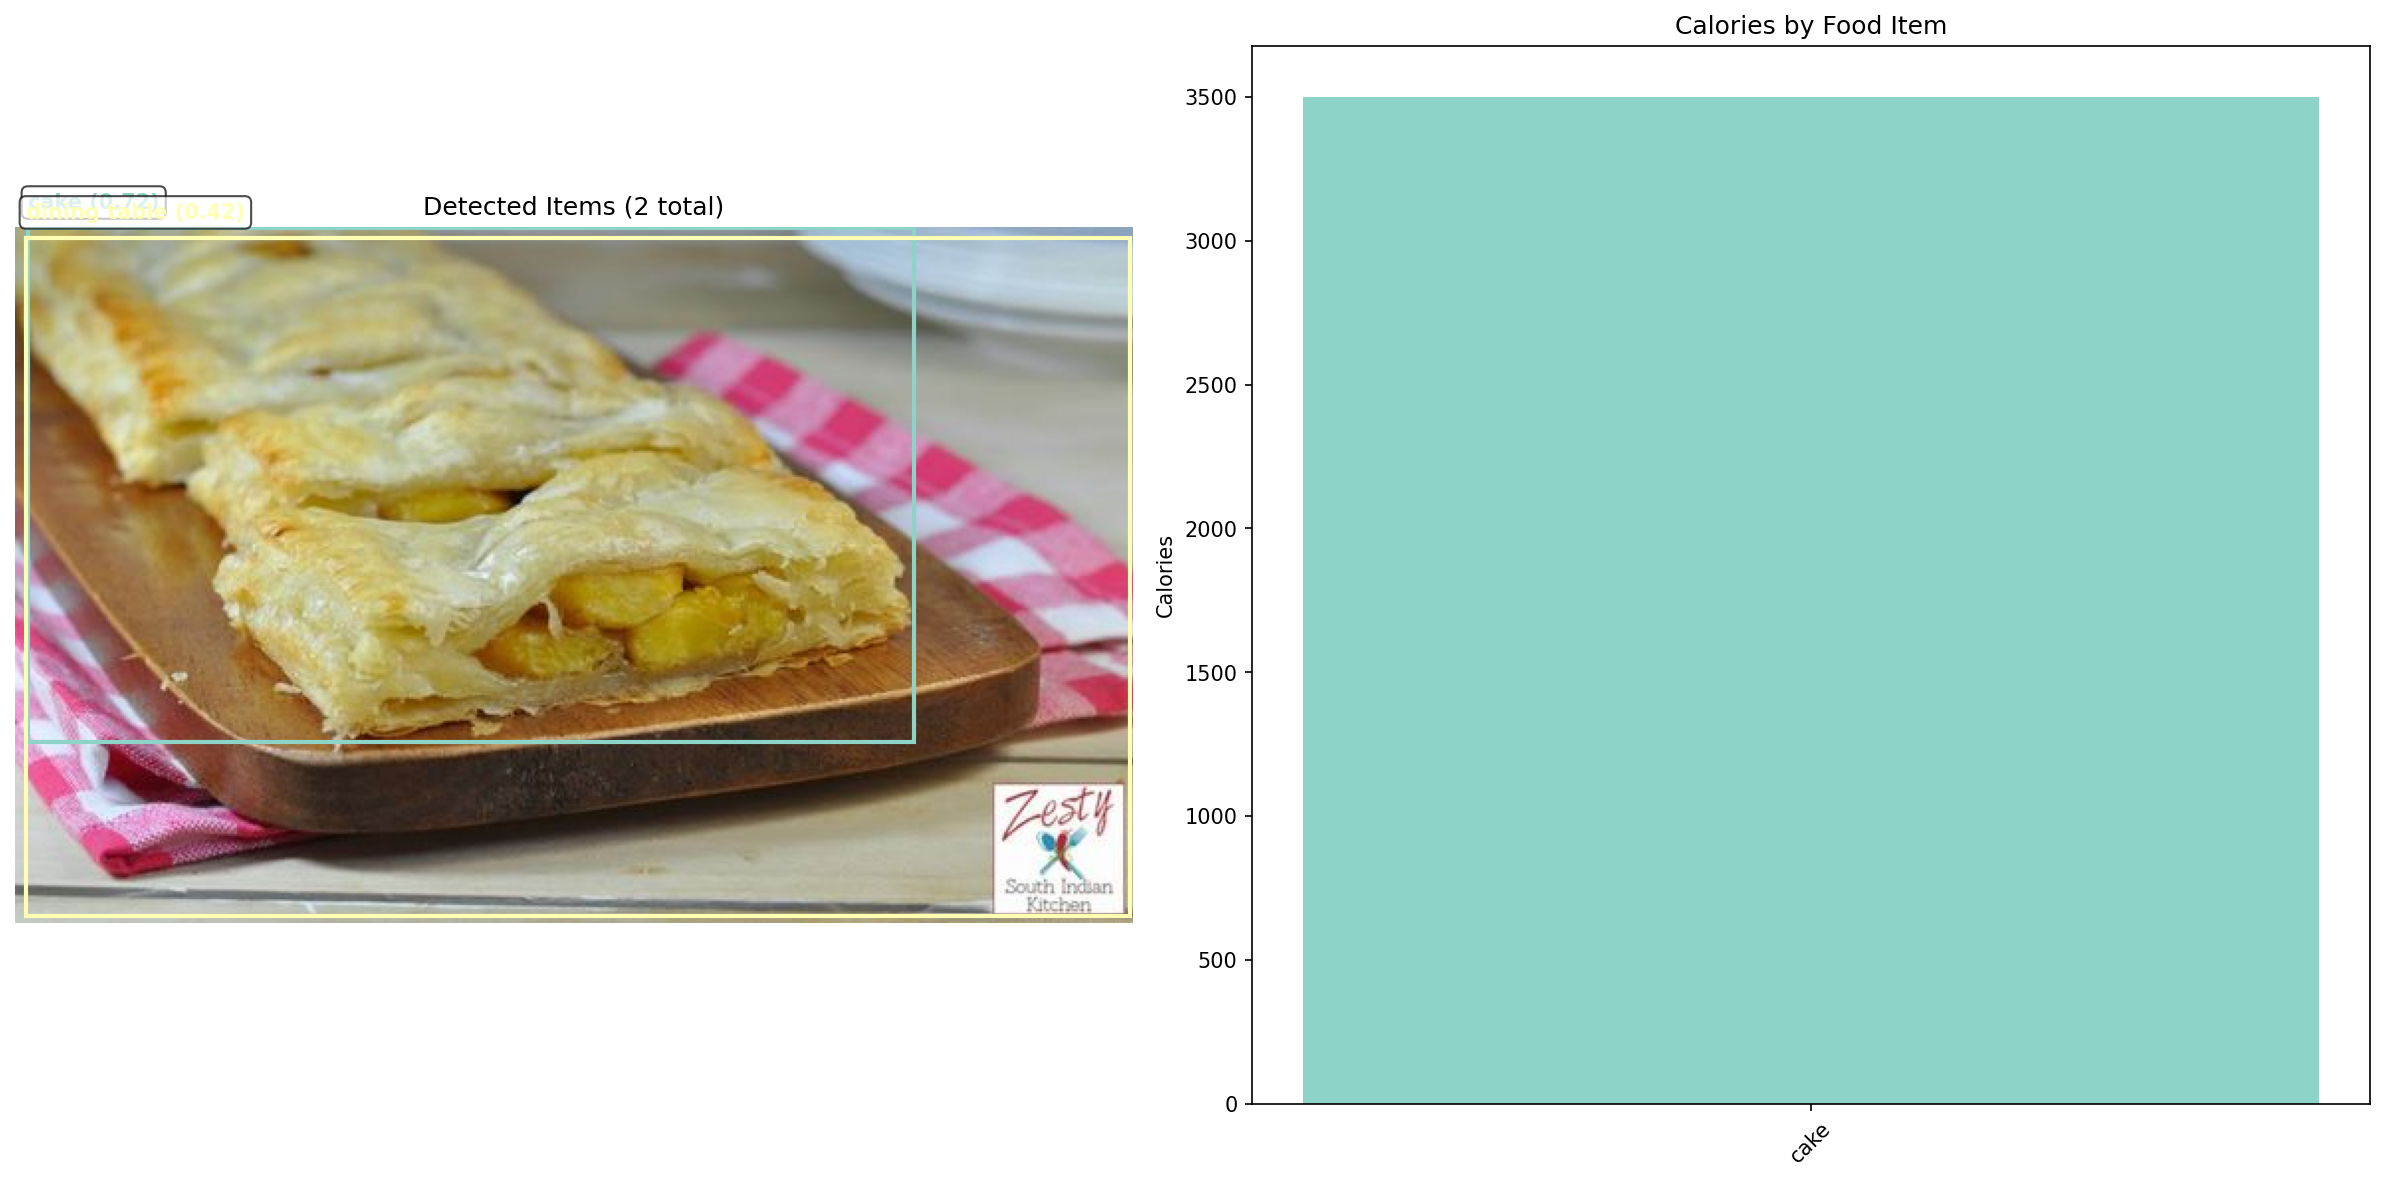 cake (0.72)
dining table (0.42)
Detected Items (2 total)
Zesty
South Indian
Kitchen
Calories by Food Item
Calories
3500
3000
2500
2000
1500
1000
500
0
cake